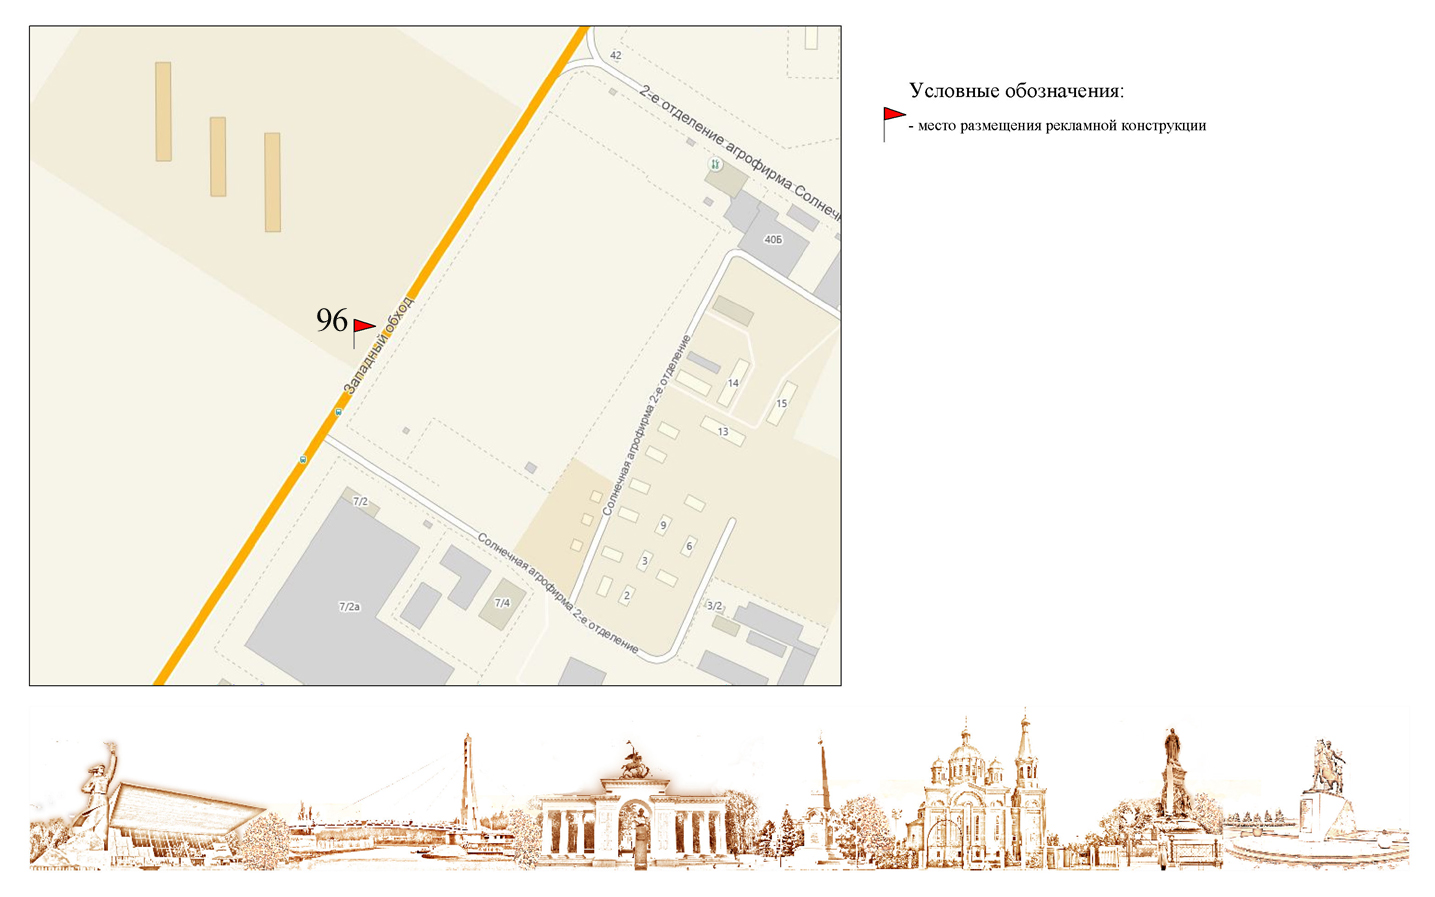 Условные обозначения:
- место размещения рекламной конструкции
42
2-е отделение агрофирма Солнечн
40Б
96
Западный обход
Солнечная агрофирма 2-е отделение
14
15
13
7/2
9
6
3
2
Солнечная агрофирма 2-е отделение
7/2а
7/4
3/2